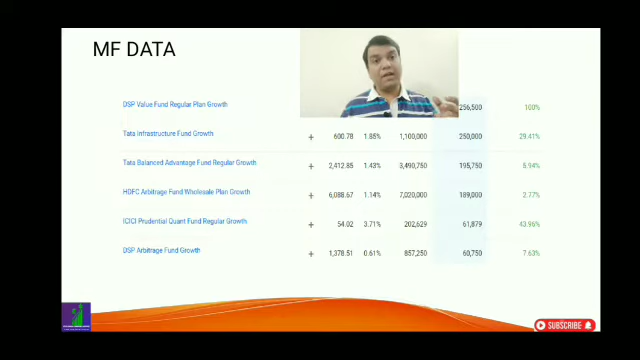 MF DATA
DSP Value Fund Regular Plan Growth 256,500 100%
Tata Infrastructure Fund Growth + 600.78 1.85% 1,100,000 250,000 29.41%
Tata Balanced Advantage Fund Regular Growth + 2,412.85 1.43% 3,490,750 195,750 5.94%
HDFC Arbitrage Fund Wholesale Plan Growth + 6,088.67 1.14% 7,020,000 189,000 2.77%
ICICI Prudential Quant Fund Regular Growth + 54.02 3.71% 202,629 61,879 43.96%
DSP Arbitrage Fund Growth + 1,378.51 0.61% 857,250 60,750 7.63%
SUBSCRIBE